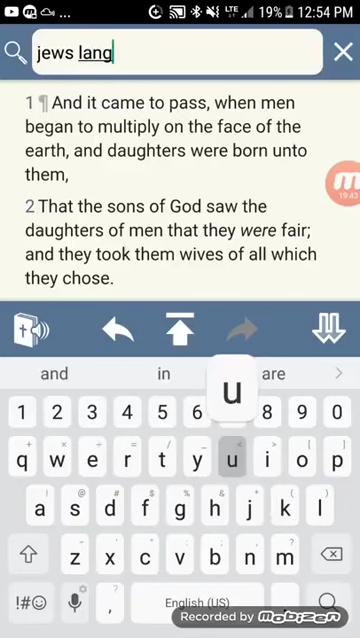 LTE 19% 12:54 PM
jews lang
1 ¶ And it came to pass, when men
began to multiply on the face of the
earth, and daughters were born unto
them,
2 That the sons of God saw the
daughters of men that they were fair;
and they took them wives of all which
they chose.
19:43
and in are
u
1 2 3 4 5 6 8 9 0
q w e r t y u i o p
a s d f g h j k l
z x c v b n m
!#☺ , English (US) .
Recorded by MOBIZEN